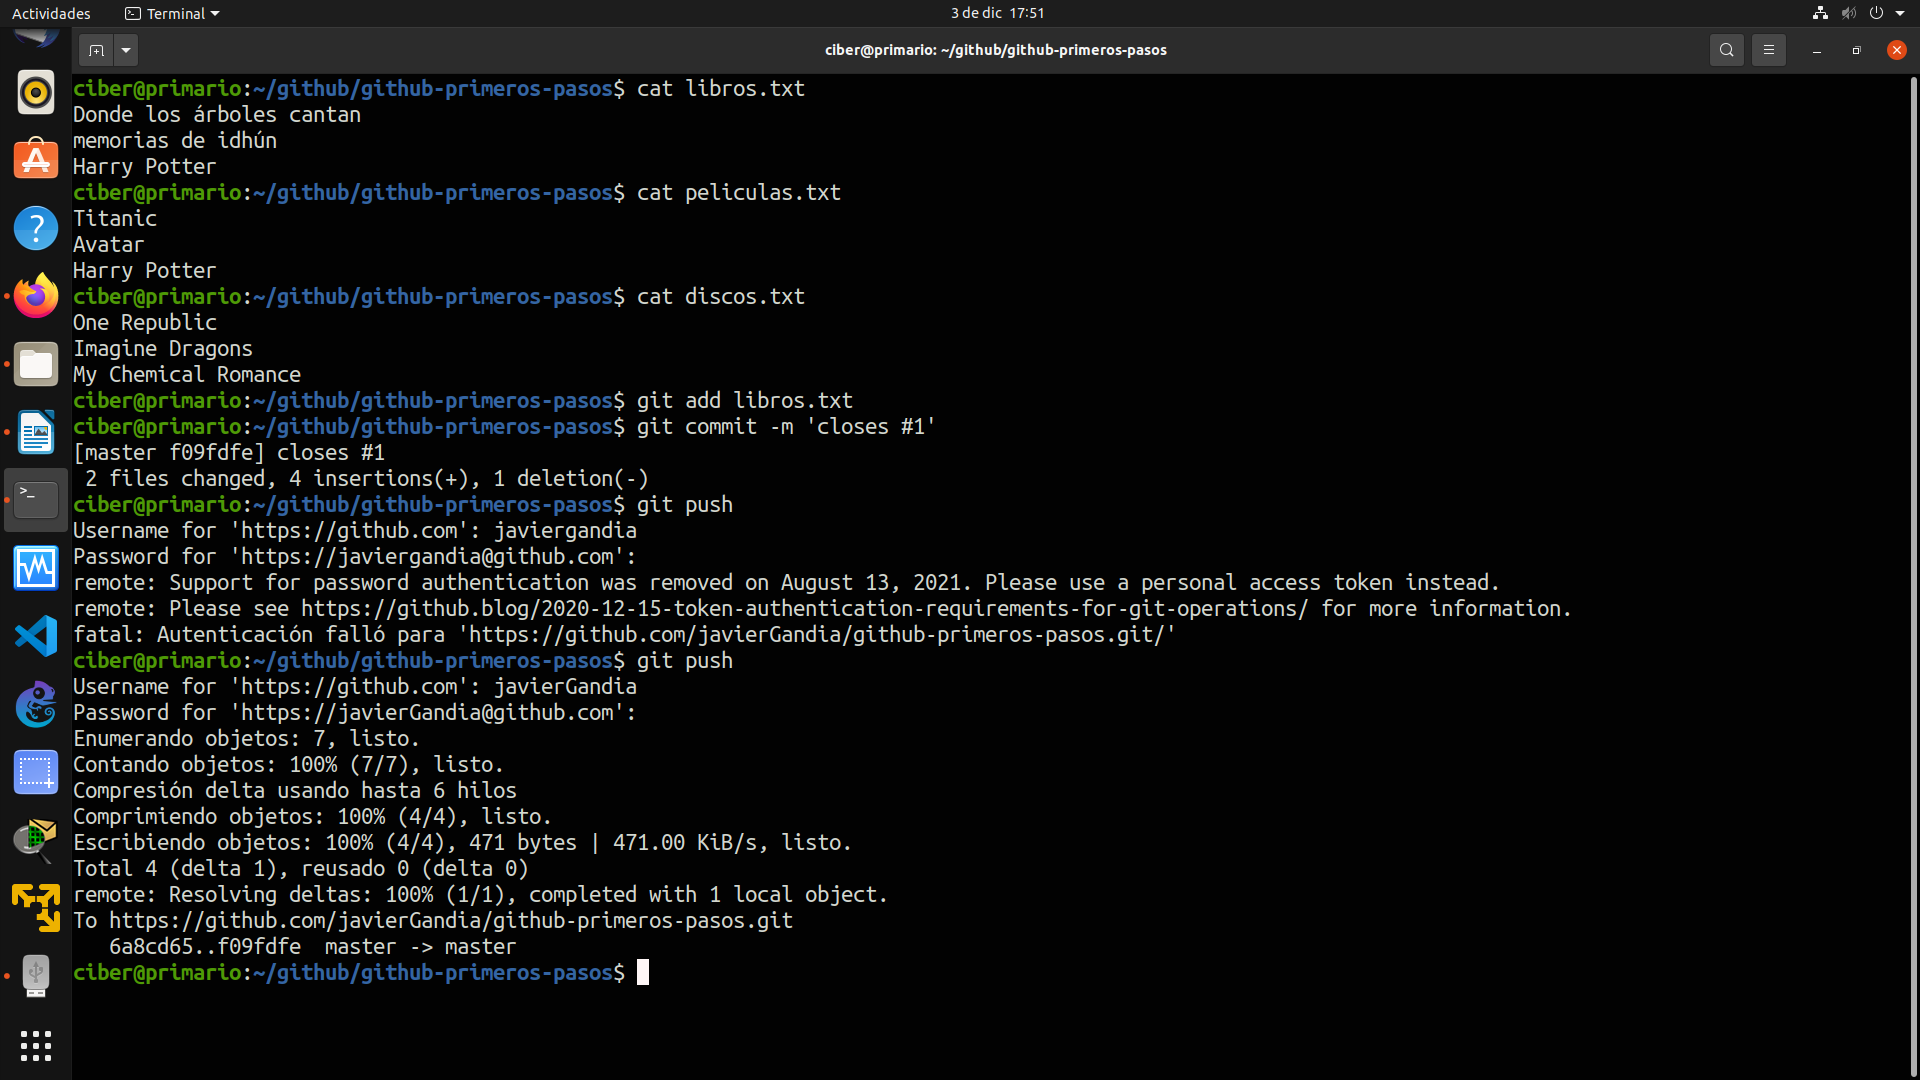 Actividades
Terminal
3 de dic 17:51
ciber@primario: ~/github/github-primeros-pasos
ciber@primario:~/github/github-primeros-pasos$ cat libros.txt
Donde los árboles cantan
memorias de idhún
Harry Potter
ciber@primario:~/github/github-primeros-pasos$ cat peliculas.txt
Titanic
Avatar
Harry Potter
ciber@primario:~/github/github-primeros-pasos$ cat discos.txt
One Republic
Imagine Dragons
My Chemical Romance
ciber@primario:~/github/github-primeros-pasos$ git add libros.txt
ciber@primario:~/github/github-primeros-pasos$ git commit -m 'closes #1'
[master f09fdfe] closes #1
 2 files changed, 4 insertions(+), 1 deletion(-)
ciber@primario:~/github/github-primeros-pasos$ git push
Username for 'https://github.com': javiergandia
Password for 'https://javiergandia@github.com':
remote: Support for password authentication was removed on August 13, 2021. Please use a personal access token instead.
remote: Please see https://github.blog/2020-12-15-token-authentication-requirements-for-git-operations/ for more information.
fatal: Autenticación falló para 'https://github.com/javierGandia/github-primeros-pasos.git/'
ciber@primario:~/github/github-primeros-pasos$ git push
Username for 'https://github.com': javierGandia
Password for 'https://javierGandia@github.com':
Enumerando objetos: 7, listo.
Contando objetos: 100% (7/7), listo.
Compresión delta usando hasta 6 hilos
Comprimiendo objetos: 100% (4/4), listo.
Escribiendo objetos: 100% (4/4), 471 bytes | 471.00 KiB/s, listo.
Total 4 (delta 1), reusado 0 (delta 0)
remote: Resolving deltas: 100% (1/1), completed with 1 local object.
To https://github.com/javierGandia/github-primeros-pasos.git
   6a8cd65..f09fdfe  master -> master
ciber@primario:~/github/github-primeros-pasos$